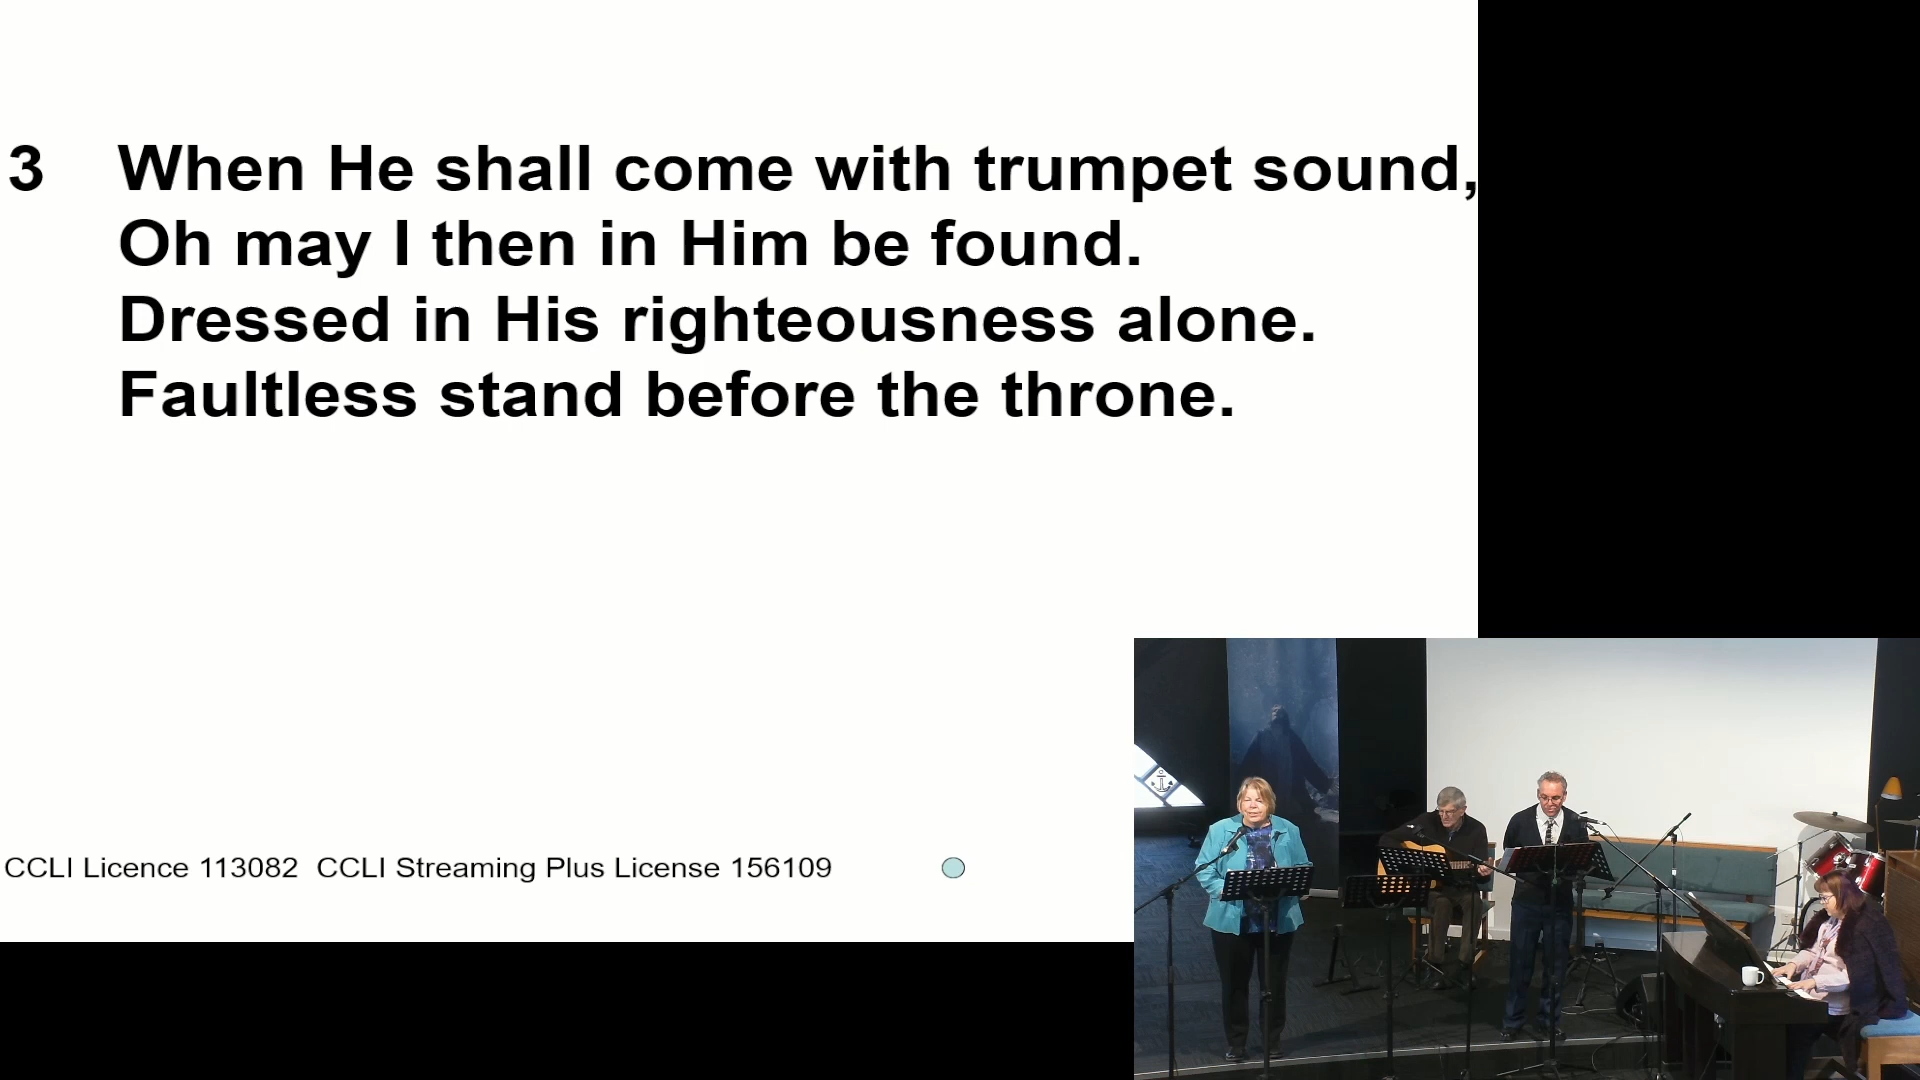 3 When He shall come with trumpet sound,
Oh may I then in Him be found.
Dressed in His righteousness alone.
Faultless stand before the throne.
CCLI Licence 113082 CCLI Streaming Plus License 156109